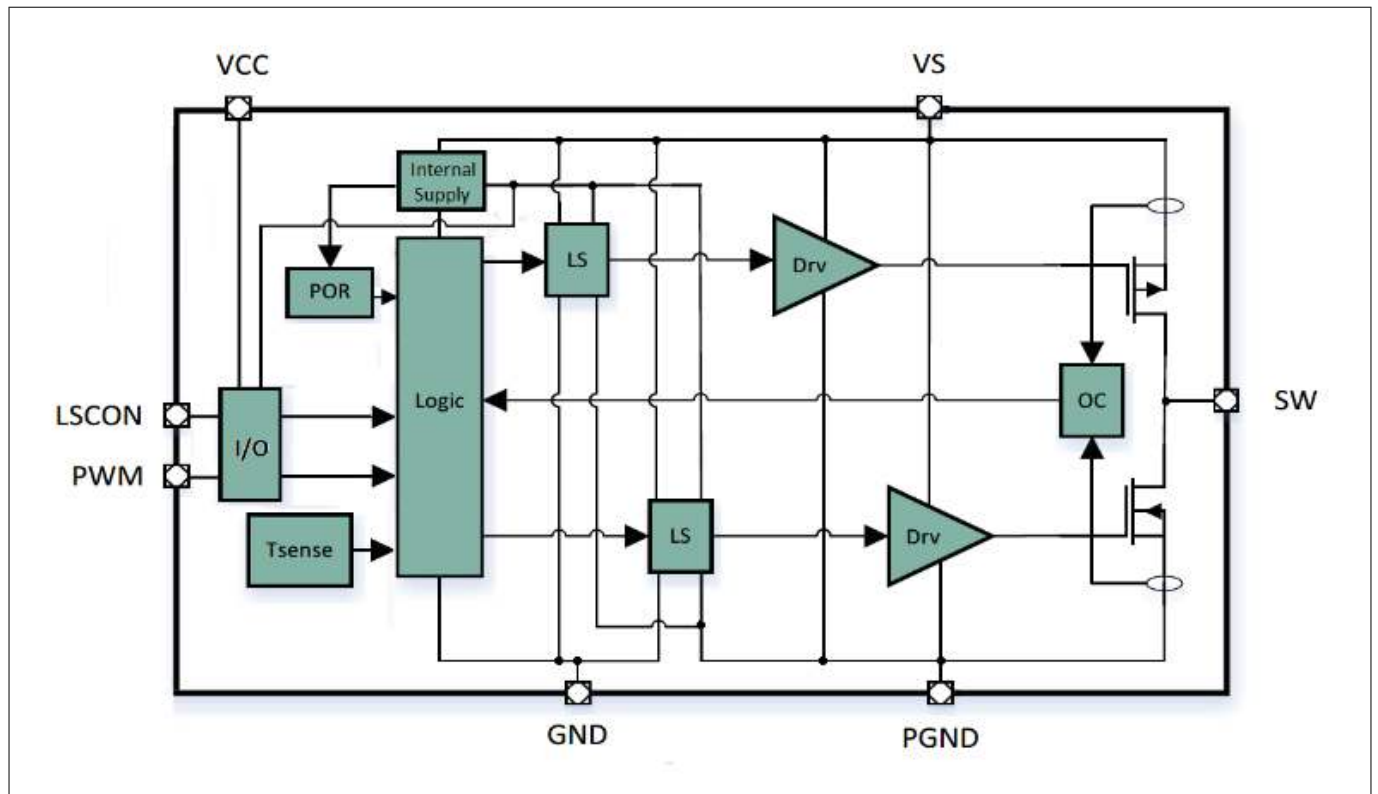 VCC
VS
Internal
Supply
POR
LS
Drv
LSCON
I/O
Logic
OC
SW
PWM
Tsense
LS
Drv
GND
PGND